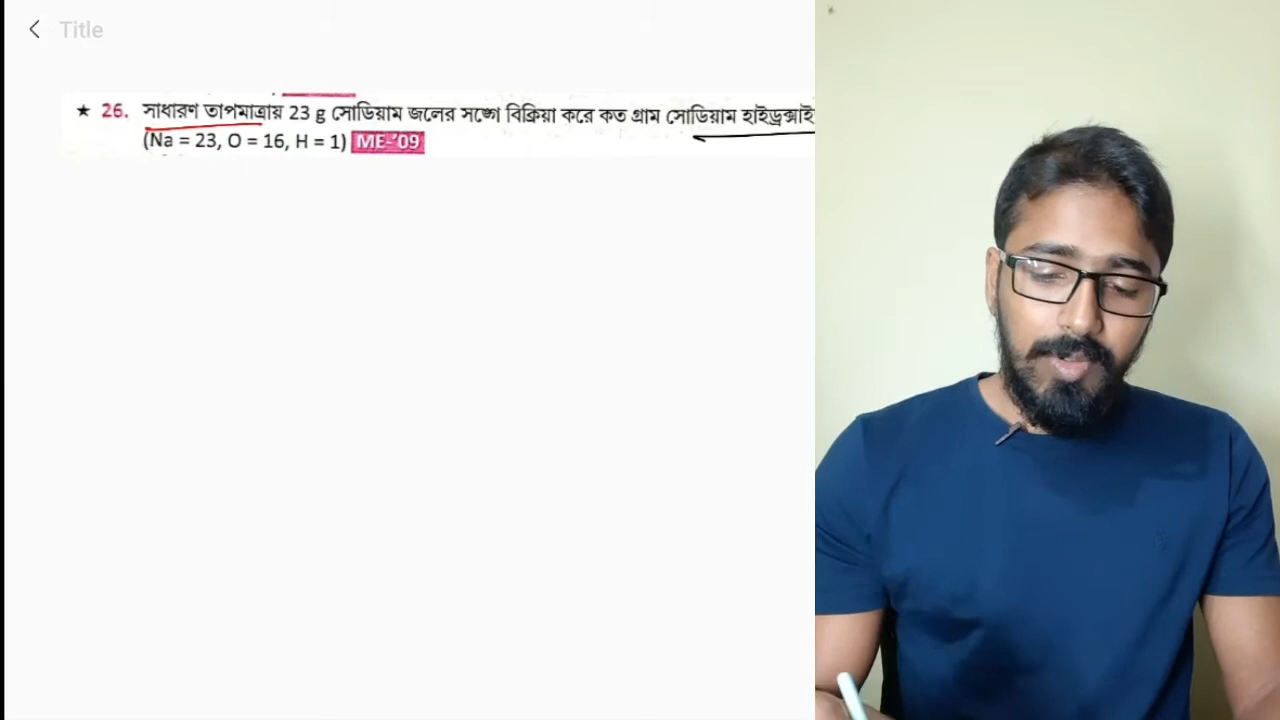 Title
★ 26. সাধারণ তাপমাত্রায় 23 g সোডিয়াম জলের সঙ্গে বিক্রিয়া করে কত গ্রাম সোডিয়াম হাইড্রক্সাই
(Na = 23, O = 16, H = 1) ME-'09